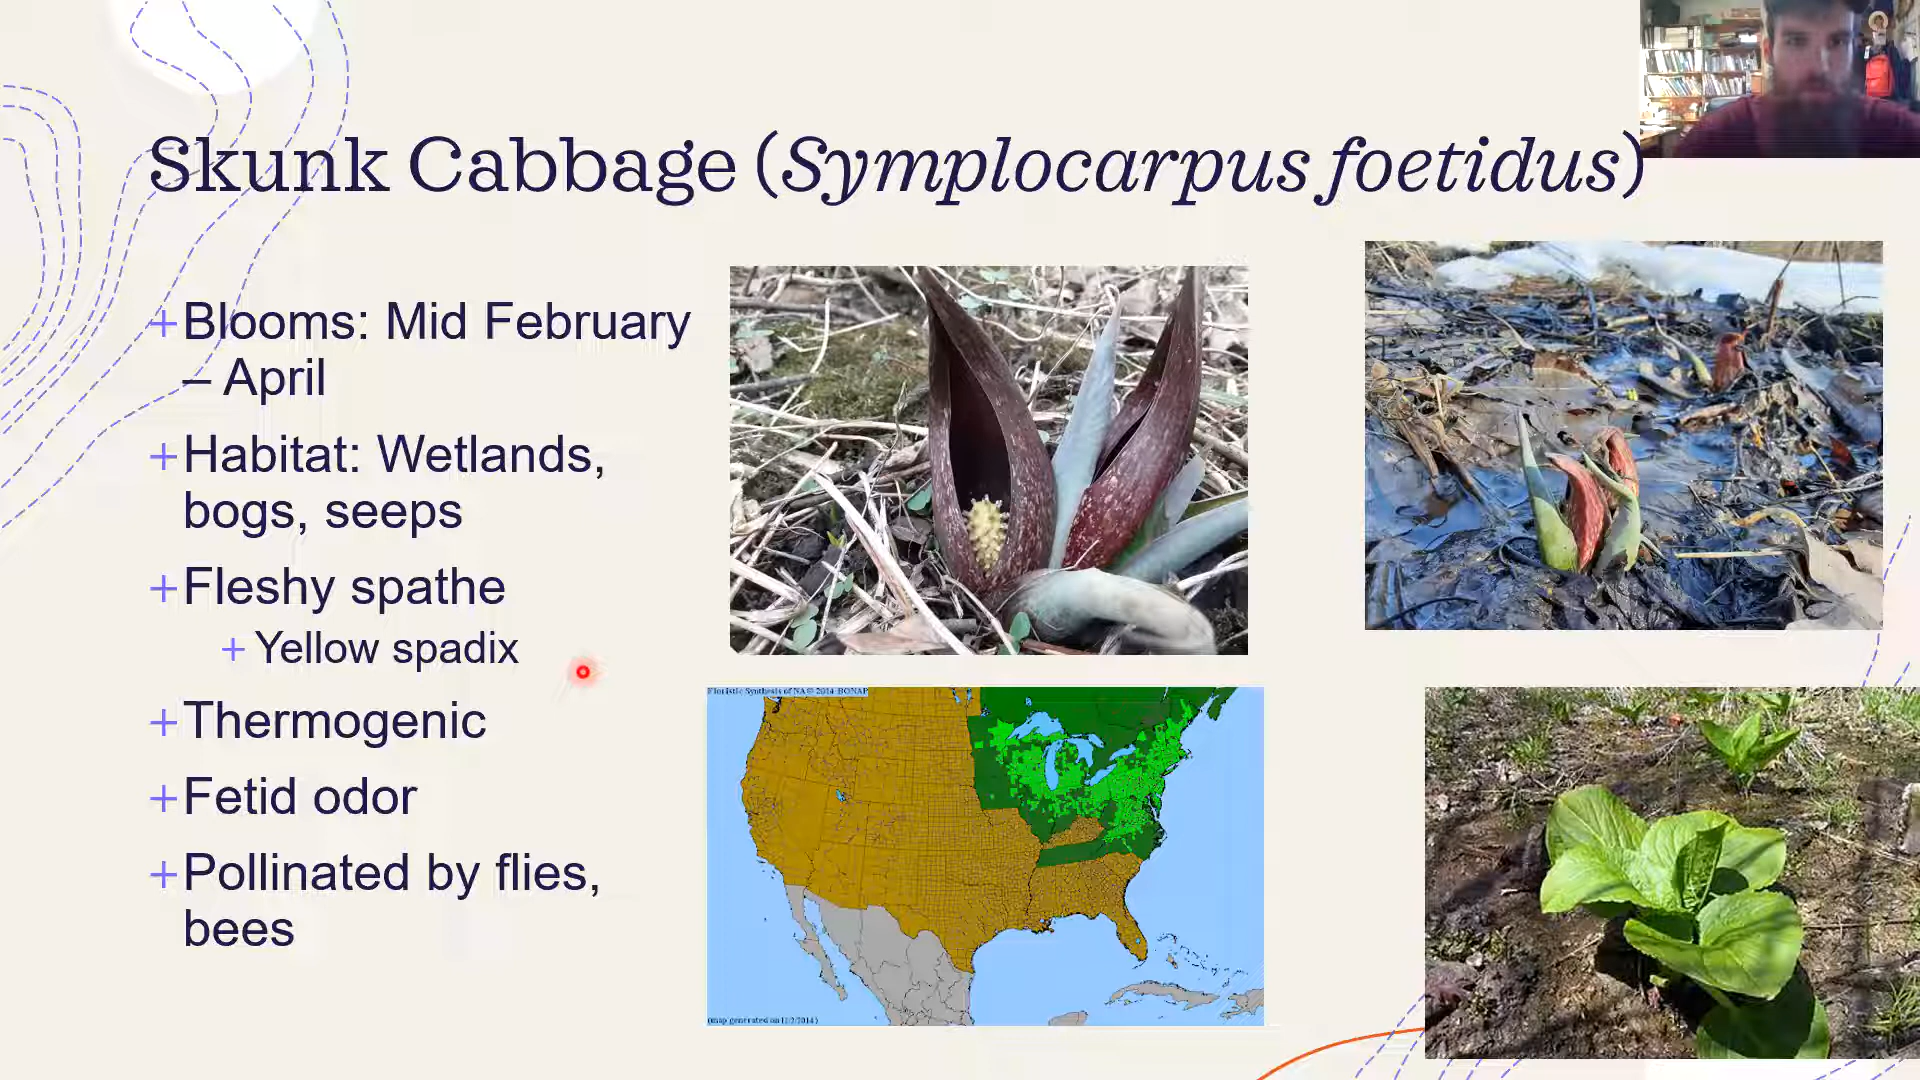 Skunk Cabbage (Symplocarpus foetidus)
+Blooms: Mid February
– April
+Habitat: Wetlands,
bogs, seeps
+Fleshy spathe
+ Yellow spadix
+Thermogenic
+Fetid odor
+Pollinated by flies,
bees
Floristic Synthesis of NA © 2014 BONAP
(map generated on 11/2/2014)